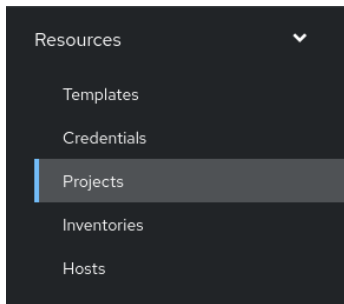 Resources
Templates
Credentials
Projects
Inventories
Hosts